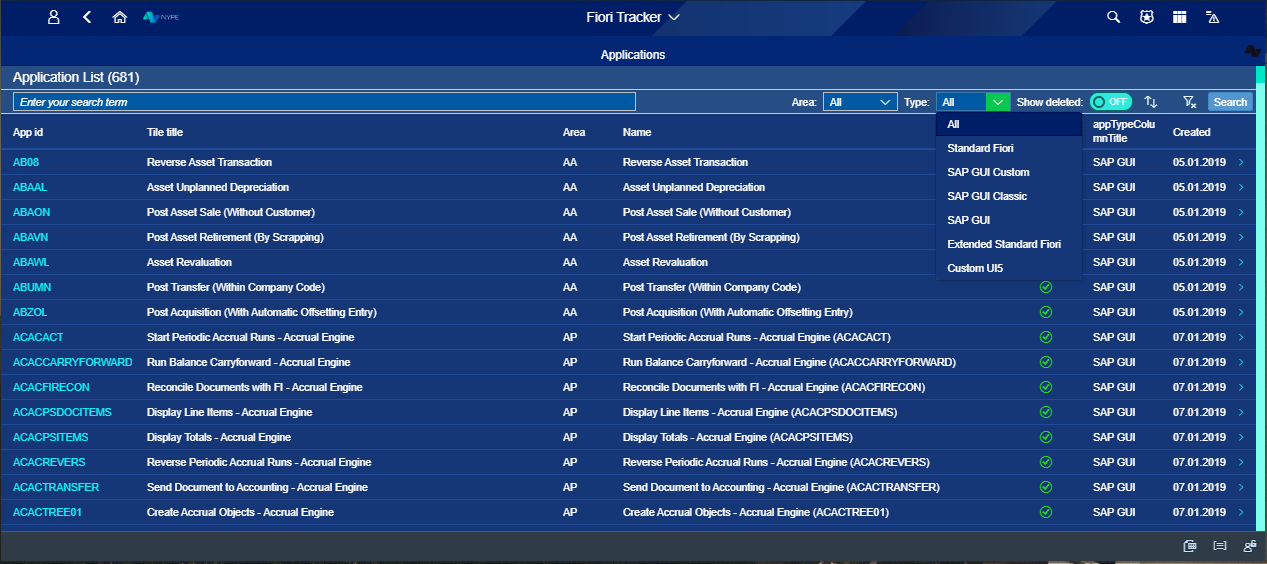 NYPE
Fiori Tracker
Applications
Application List (681)
Enter your search term
Area: All Type: All Show deleted: OFF Search
All
Standard Fiori
SAP GUI Custom
SAP GUI Classic
SAP GUI
Extended Standard Fiori
Custom UI5
App id Tile title Area Name appTypeColu Created
mnTitle
AB08 Reverse Asset Transaction AA Reverse Asset Transaction SAP GUI 05.01.2019
ABAAL Asset Unplanned Depreciation AA Asset Unplanned Depreciation SAP GUI 05.01.2019
ABAON Post Asset Sale (Without Customer) AA Post Asset Sale (Without Customer) SAP GUI 05.01.2019
ABAVN Post Asset Retirement (By Scrapping) AA Post Asset Retirement (By Scrapping) SAP GUI 05.01.2019
ABAWL Asset Revaluation AA Asset Revaluation SAP GUI 05.01.2019
ABUMN Post Transfer (Within Company Code) AA Post Transfer (Within Company Code) SAP GUI 05.01.2019
ABZOL Post Acquisition (With Automatic Offsetting Entry) AA Post Acquisition (With Automatic Offsetting Entry) SAP GUI 05.01.2019
ACACACT Start Periodic Accrual Runs - Accrual Engine AP Start Periodic Accrual Runs - Accrual Engine (ACACACT) SAP GUI 07.01.2019
ACACCARRYFORWARD Run Balance Carryforward - Accrual Engine AP Run Balance Carryforward - Accrual Engine (ACACCARRYFORWARD) SAP GUI 07.01.2019
ACACFIRECON Reconcile Documents with FI - Accrual Engine AP Reconcile Documents with FI - Accrual Engine (ACACFIRECON) SAP GUI 07.01.2019
ACACPSDOCITEMS Display Line Items - Accrual Engine AP Display Line Items - Accrual Engine (ACACPSDOCITEMS) SAP GUI 07.01.2019
ACACPSITEMS Display Totals - Accrual Engine AP Display Totals - Accrual Engine (ACACPSITEMS) SAP GUI 07.01.2019
ACACREVERS Reverse Periodic Accrual Runs - Accrual Engine AP Reverse Periodic Accrual Runs - Accrual Engine (ACACREVERS) SAP GUI 07.01.2019
ACACTRANSFER Send Document to Accounting - Accrual Engine AP Send Document to Accounting - Accrual Engine (ACACTRANSFER) SAP GUI 07.01.2019
ACACTREE01 Create Accrual Objects - Accrual Engine AP Create Accrual Objects - Accrual Engine (ACACTREE01) SAP GUI 07.01.2019